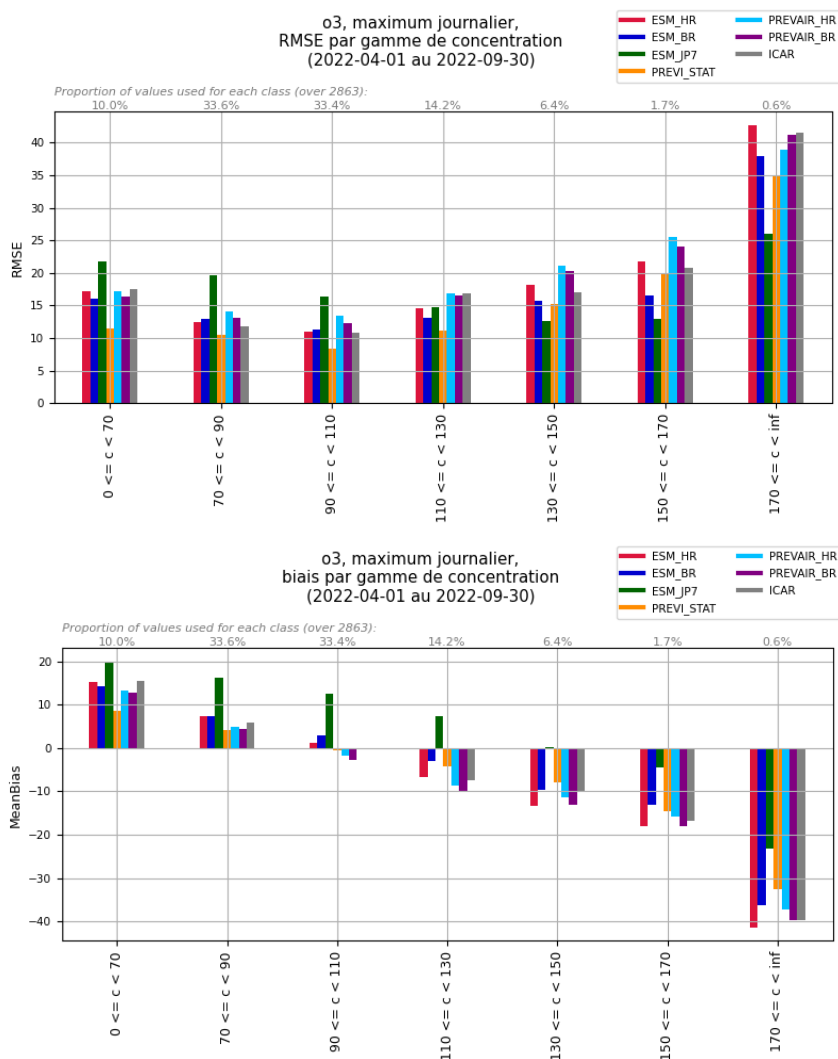 o3, maximum journalier,
RMSE par gamme de concentration
(2022-04-01 au 2022-09-30)
ESM_HR
ESM_BR
ESM_JP7
PREVI_STAT
PREVAIR_HR
PREVAIR_BR
ICAR
Proportion of values used for each class (over 2863):
10.0% 33.6% 33.4% 14.2% 6.4% 1.7% 0.6%
40
35
30
25
20
15
10
5
0
RMSE
0 <= c < 70
70 <= c < 90
90 <= c < 110
110 <= c < 130
130 <= c < 150
150 <= c < 170
170 <= c < inf
o3, maximum journalier,
biais par gamme de concentration
(2022-04-01 au 2022-09-30)
ESM_HR
ESM_BR
ESM_JP7
PREVI_STAT
PREVAIR_HR
PREVAIR_BR
ICAR
Proportion of values used for each class (over 2863):
10.0% 33.6% 33.4% 14.2% 6.4% 1.7% 0.6%
20
10
0
−10
−20
−30
−40
MeanBias
0 <= c < 70
70 <= c < 90
90 <= c < 110
110 <= c < 130
130 <= c < 150
150 <= c < 170
170 <= c < inf